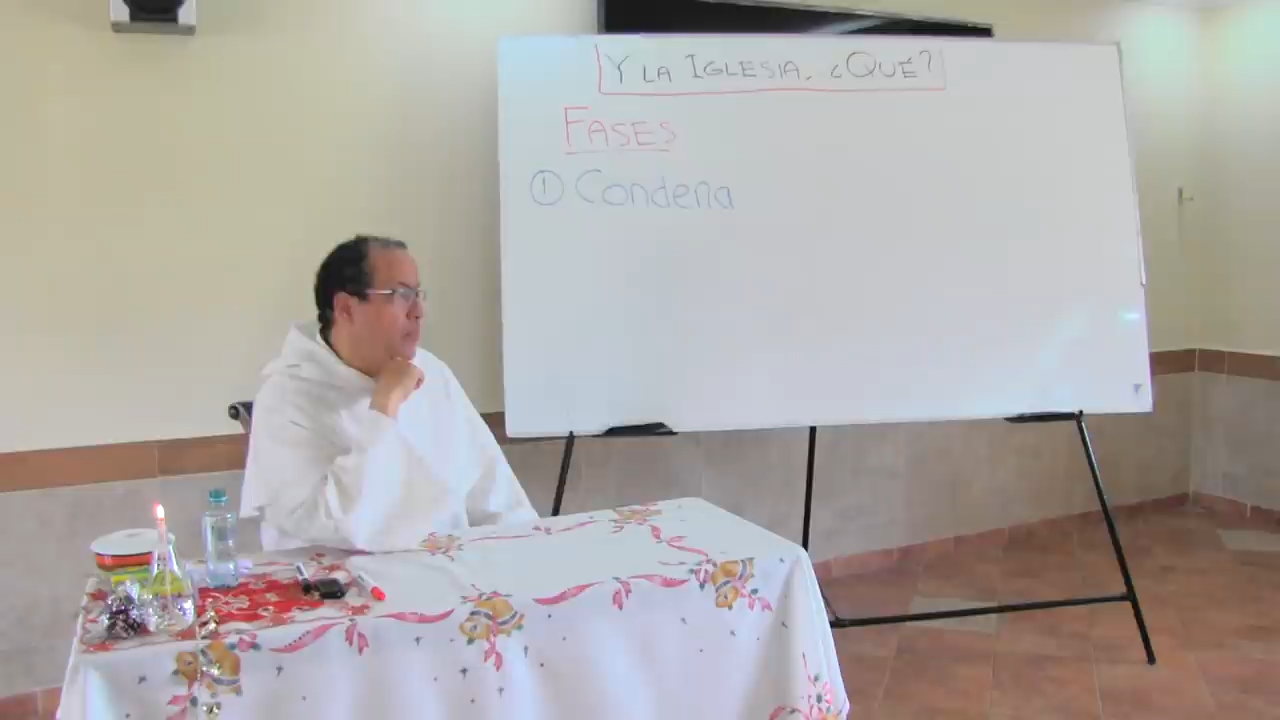 Y LA IGLESIA, ¿QUÉ?
FASES
① Condena